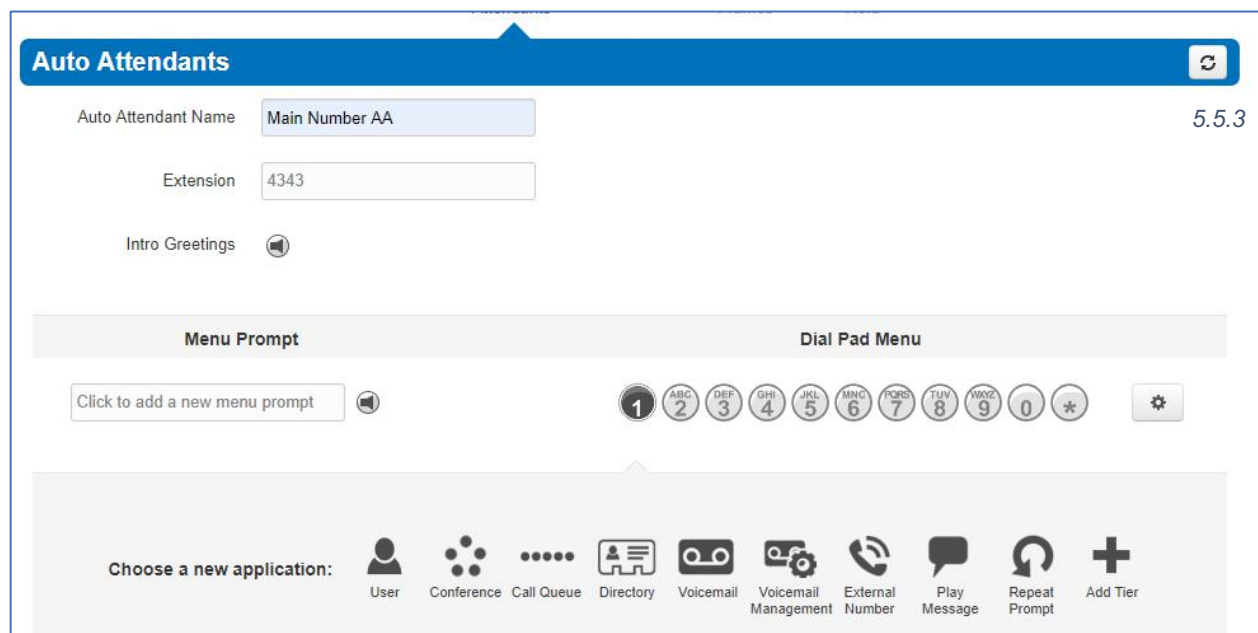 Auto Attendants
Auto Attendant Name Main Number AA
5.5.3
Extension 4343
Intro Greetings
Menu Prompt Dial Pad Menu
Click to add a new menu prompt 1 ABC 2 DEF 3 GHI 4 JKL 5 MNO 6 PQRS 7 TUV 8 WXYZ 9 0 *
Choose a new application:
User Conference Call Queue Directory Voicemail Voicemail Management External Number Play Message Repeat Prompt Add Tier